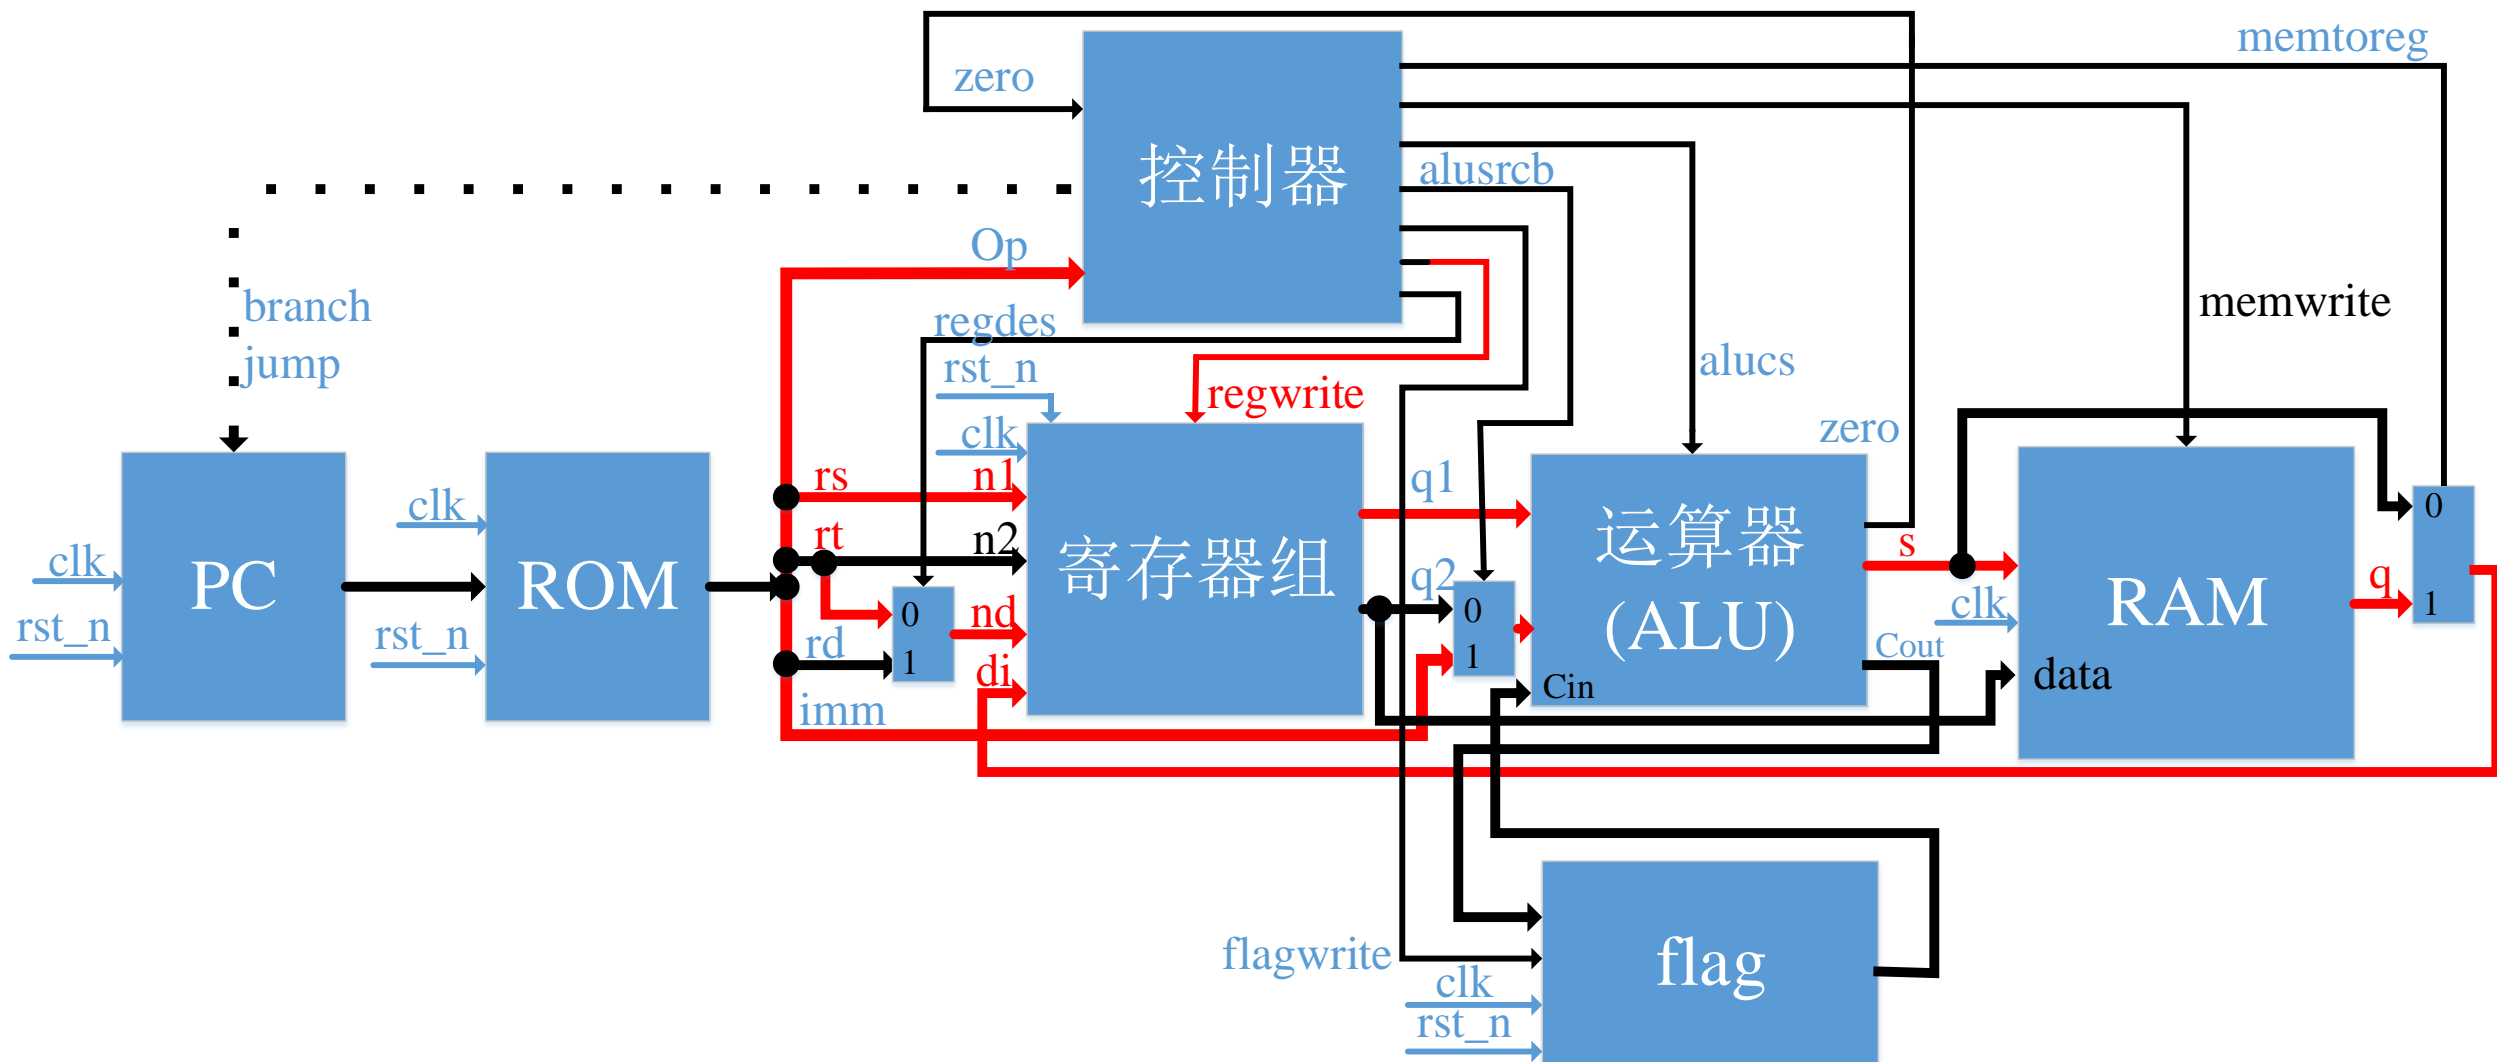 memtoreg
zero
控制器
alusrcb
Op
branch
jump
regdes
rst_n
memwrite
alucs
regwrite
clk
zero
rs
n1
q1
clk
0
rt
n2
运算器
(ALU)
s
寄存器组
clk
rst_n
PC
ROM
rst_n
q2
0
1
RAM
clk
q
1
0
1
nd
rd
di
imm
Cout
Cin
data
flagwrite
flag
clk
rst_n